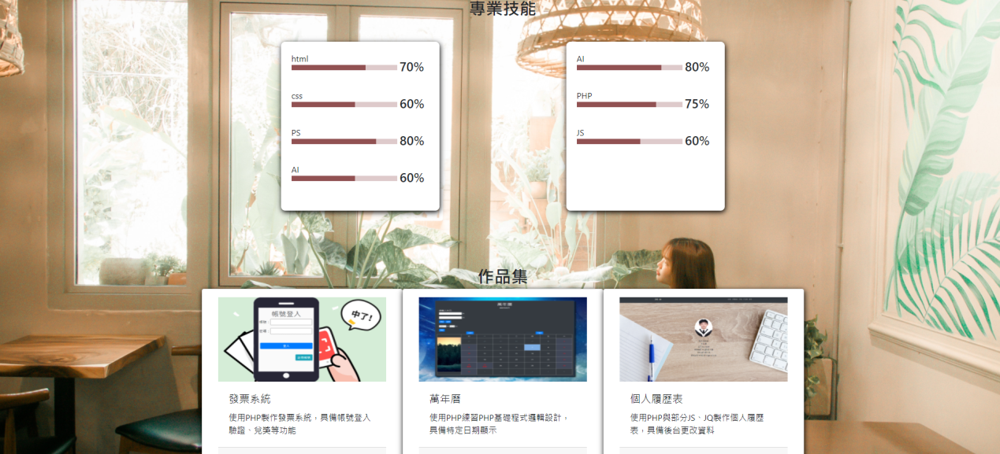 專業技能
html
70%
css
60%
PS
80%
AI
60%
AI
80%
PHP
75%
JS
60%
作品集
帳號登入
中了!
登入
萬年曆
發票系統
使用PHP製作發票系統，具備帳號登入
驗證、兌獎等功能
萬年曆
使用PHP練習PHP基礎程式邏輯設計，
具備特定日期顯示
個人履歷表
使用PHP與部分JS、JQ製作個人履歷
表，具備後台更改資料